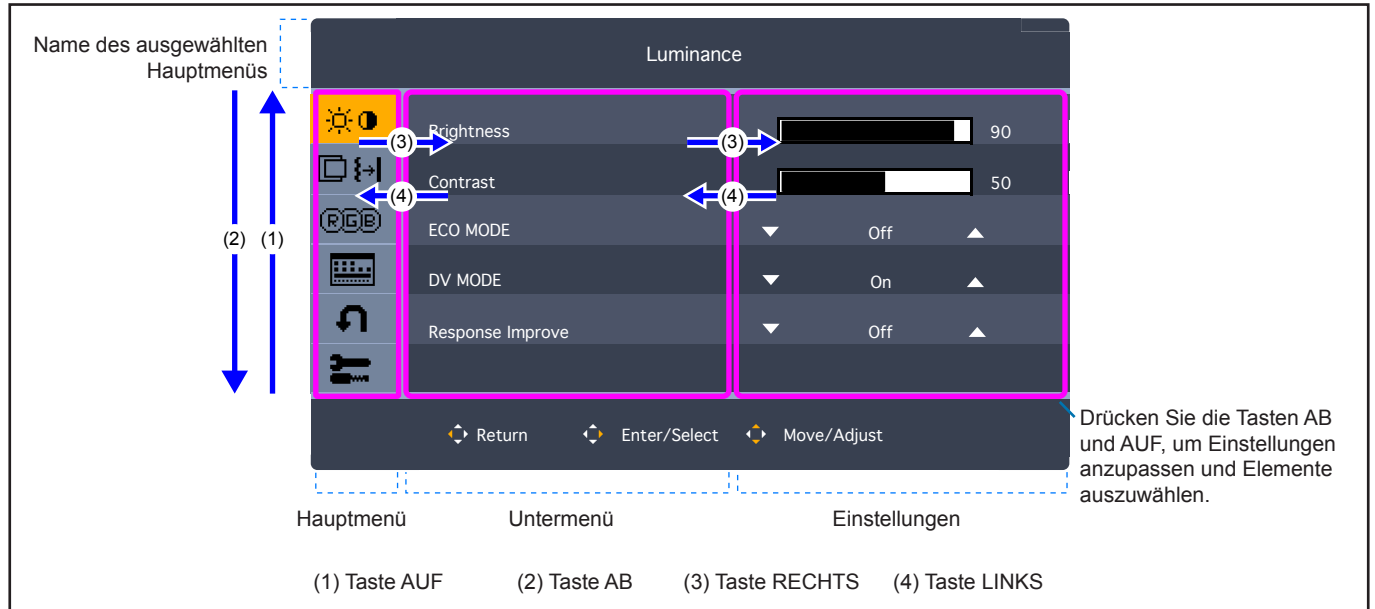 Name des ausgewählten
Hauptmenüs
Luminance
Brightness
90
Contrast
50
ECO MODE
Off
DV MODE
On
Response Improve
Off
(3)
(3)
(4)
(4)
RGB
(2)
(1)
Return
Enter/Select
Move/Adjust
Drücken Sie die Tasten AB
und AUF, um Einstellungen
anzupassen und Elemente
auszuwählen.
Hauptmenü
Untermenü
Einstellungen
(1) Taste AUF
(2) Taste AB
(3) Taste RECHTS
(4) Taste LINKS